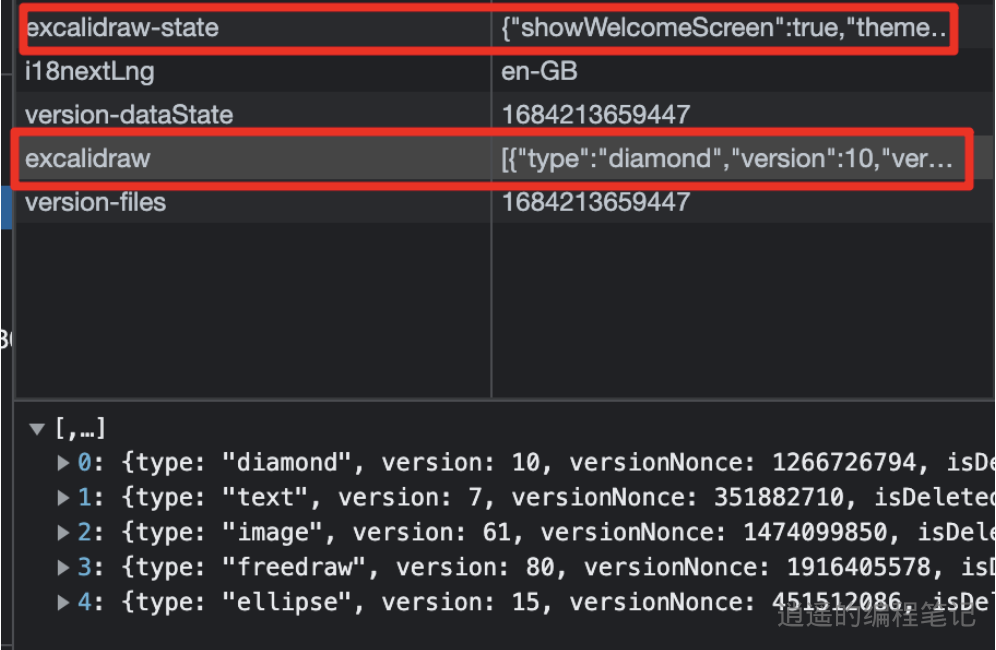 excalidraw-state {"showWelcomeScreen":true,"theme…
i18nextLng en-GB
version-dataState 1684213659447
excalidraw [{"type":"diamond","version":10,"ver…
version-files 1684213659447
[,…]
0: {type: "diamond", version: 10, versionNonce: 1266726794, isDe
1: {type: "text", version: 7, versionNonce: 351882710, isDeleted
2: {type: "image", version: 61, versionNonce: 1474099850, isDele
3: {type: "freedraw", version: 80, versionNonce: 1916405578, isD
4: {type: "ellipse", version: 15, versionNonce: 451512086, isDel
逍遥的编程笔记